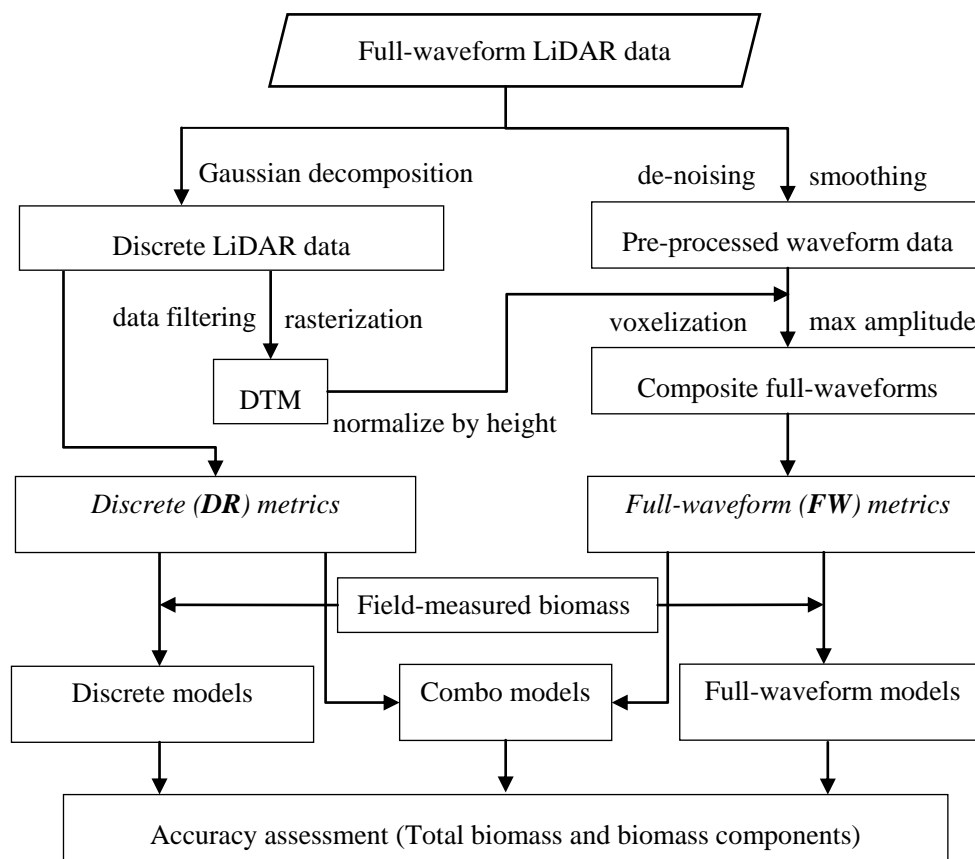 Full-waveform LiDAR data
Gaussian decomposition
de-noising smoothing
Discrete LiDAR data
Pre-processed waveform data
data filtering rasterization
voxelization max amplitude
DTM
normalize by height
Composite full-waveforms
Discrete (DR) metrics
Full-waveform (FW) metrics
Field-measured biomass
Discrete models
Combo models
Full-waveform models
Accuracy assessment (Total biomass and biomass components)